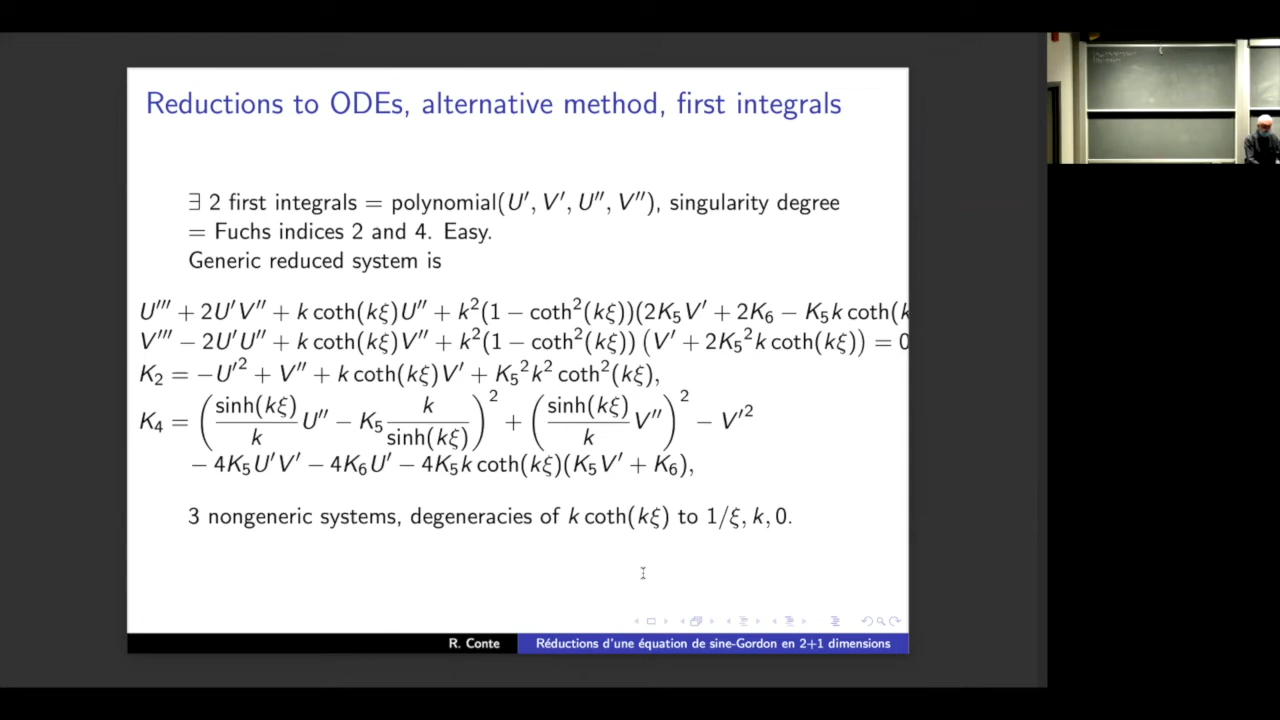 Reductions to ODEs, alternative method, first integrals
∃ 2 first integrals = polynomial(U′, V′, U″, V″), singularity degree
= Fuchs indices 2 and 4. Easy.
Generic reduced system is
U‴ + 2U′V″ + k coth(kξ)U″ + k²(1 − coth²(kξ))(2K₅V′ + 2K₆ − K₅k coth(k
V‴ − 2U′U″ + k coth(kξ)V″ + k²(1 − coth²(kξ)) (V′ + 2K₅²k coth(kξ)) = 0
K₂ = −U′² + V″ + k coth(kξ)V′ + K₅²k² coth²(kξ),
K₄ = (sinh(kξ)/k U″ − K₅ k/sinh(kξ))² + (sinh(kξ)/k V″)² − V′²
− 4K₅U′V′ − 4K₆U′ − 4K₅k coth(kξ)(K₅V′ + K₆),
3 nongeneric systems, degeneracies of k coth(kξ) to 1/ξ, k, 0.
R. Conte
Réductions d'une équation de sine-Gordon en 2+1 dimensions